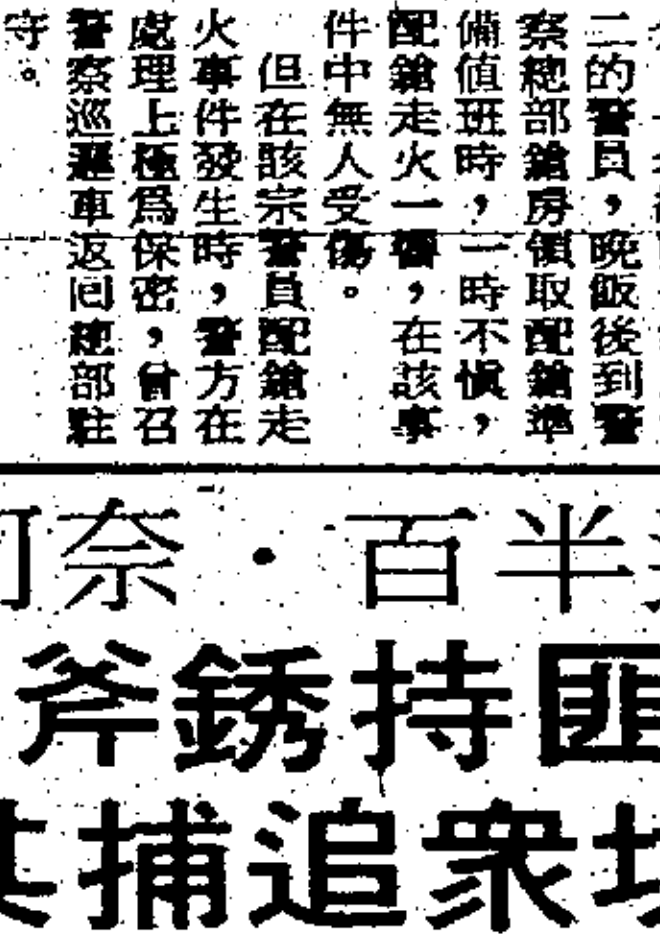 二的警員，晚飯後到警
察總部鎗房領取配鎗準
備值班時，一時不慎，
配鎗走火一響，在該事
件中無人受傷。
但在該宗警員配鎗走
火事件發生時，警方在
處理上極爲保密，曾召
警察巡邏車返回總部駐
守。
半百·奈
匪持銹斧
眾追捕